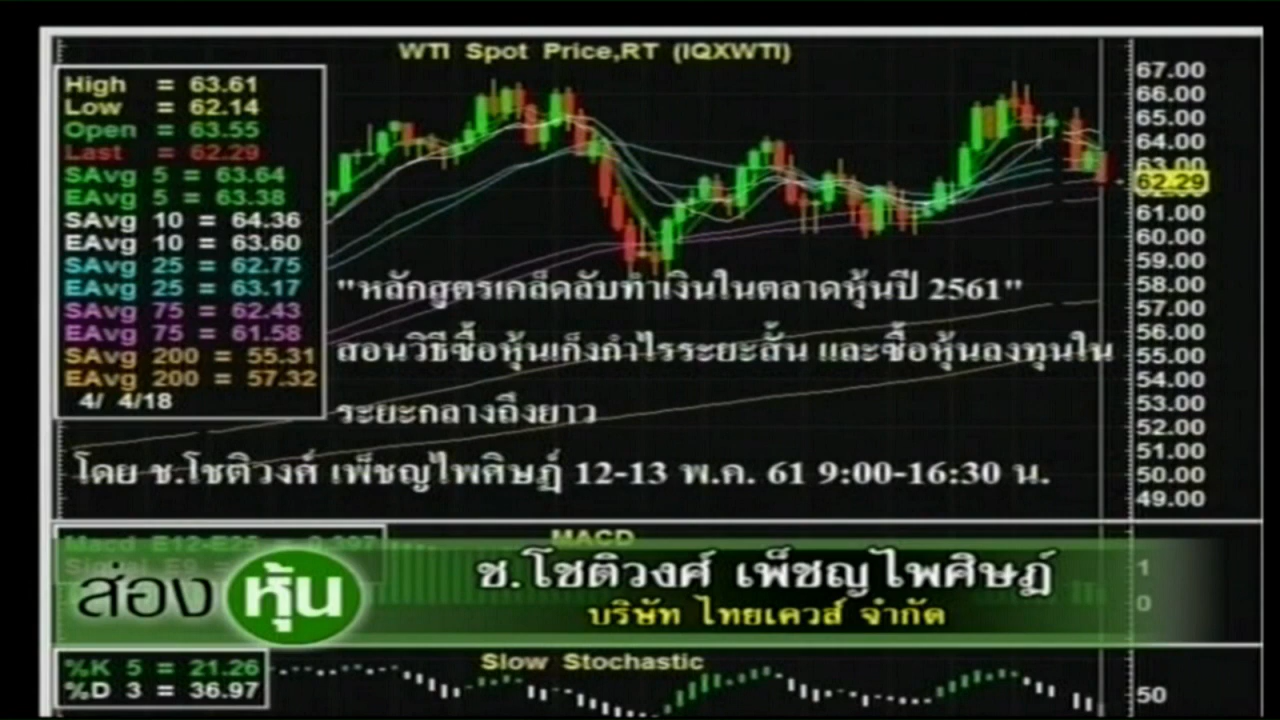 WTI Spot Price,RT (IQXWTI)
High = 63.61
Low = 62.14
Open = 63.55
Last = 62.29
SAvg 5 = 63.64
EAvg 5 = 63.38
SAvg 10 = 64.36
EAvg 10 = 63.60
SAvg 25 = 62.75
EAvg 25 = 63.17
SAvg 75 = 62.43
EAvg 75 = 61.58
SAvg 200 = 55.31
EAvg 200 = 57.32
4/ 4/18
67.00
66.00
65.00
64.00
63.00
62.29
61.00
60.00
59.00
58.00
57.00
56.00
55.00
54.00
53.00
52.00
51.00
50.00
49.00
"หลักสูตรเคล็ดลับทำเงินในตลาดหุ้นปี 2561"
สอนวิธีซื้อหุ้นเก็งกำไรระยะสั้น และซื้อหุ้นลงทุนใน
ระยะกลางถึงยาว
โดย ช.โชติวงศ์ เพ็ชญไพศิษฏ์ 12-13 พ.ค. 61 9:00-16:30 น.
MACD
1
0
ส่อง หุ้น
ช.โชติวงศ์ เพ็ชญไพศิษฏ์
บริษัท ไทยเควสท์ จำกัด
%K 5 = 21.26
%D 3 = 36.97
Slow Stochastic
50